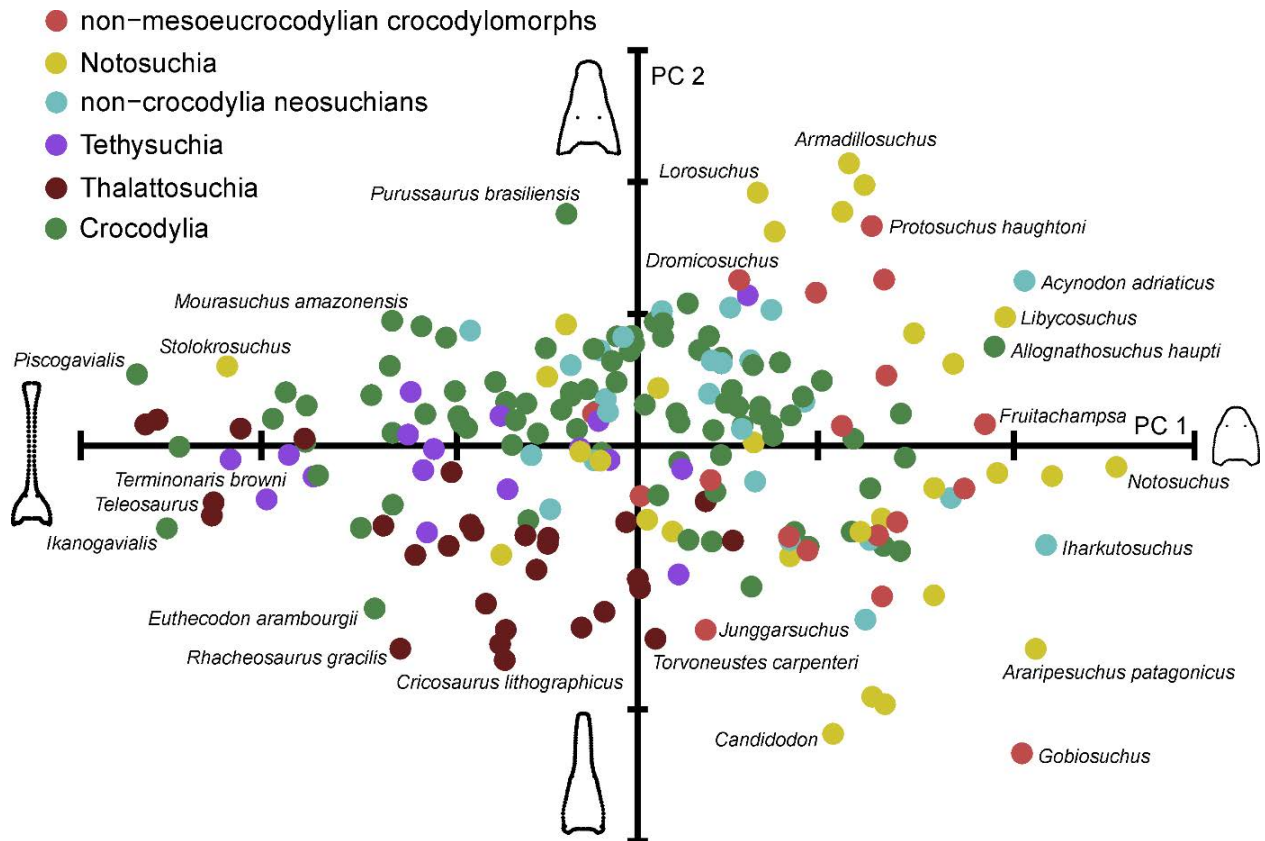 non−mesoeucrocodylian crocodylomorphs
Notosuchia
non−crocodylia neosuchians
Tethysuchia
Thalattosuchia
Crocodylia
PC 2
Armadillosuchus
Lorosuchus
Purussaurus brasiliensis
Protosuchus haughtoni
Dromicosuchus
Acynodon adriaticus
Mourasuchus amazonensis
Libycosuchus
Stolokrosuchus
Allognathosuchus haupti
Piscogavialis
Fruitachampsa
PC 1
Terminonaris browni
Notosuchus
Teleosaurus
Ikanogavialis
Iharkutosuchus
Euthecodon arambourgii
Junggarsuchus
Rhacheosaurus gracilis
Torvoneustes carpenteri
Araripesuchus patagonicus
Cricosaurus lithographicus
Candidodon
Gobiosuchus